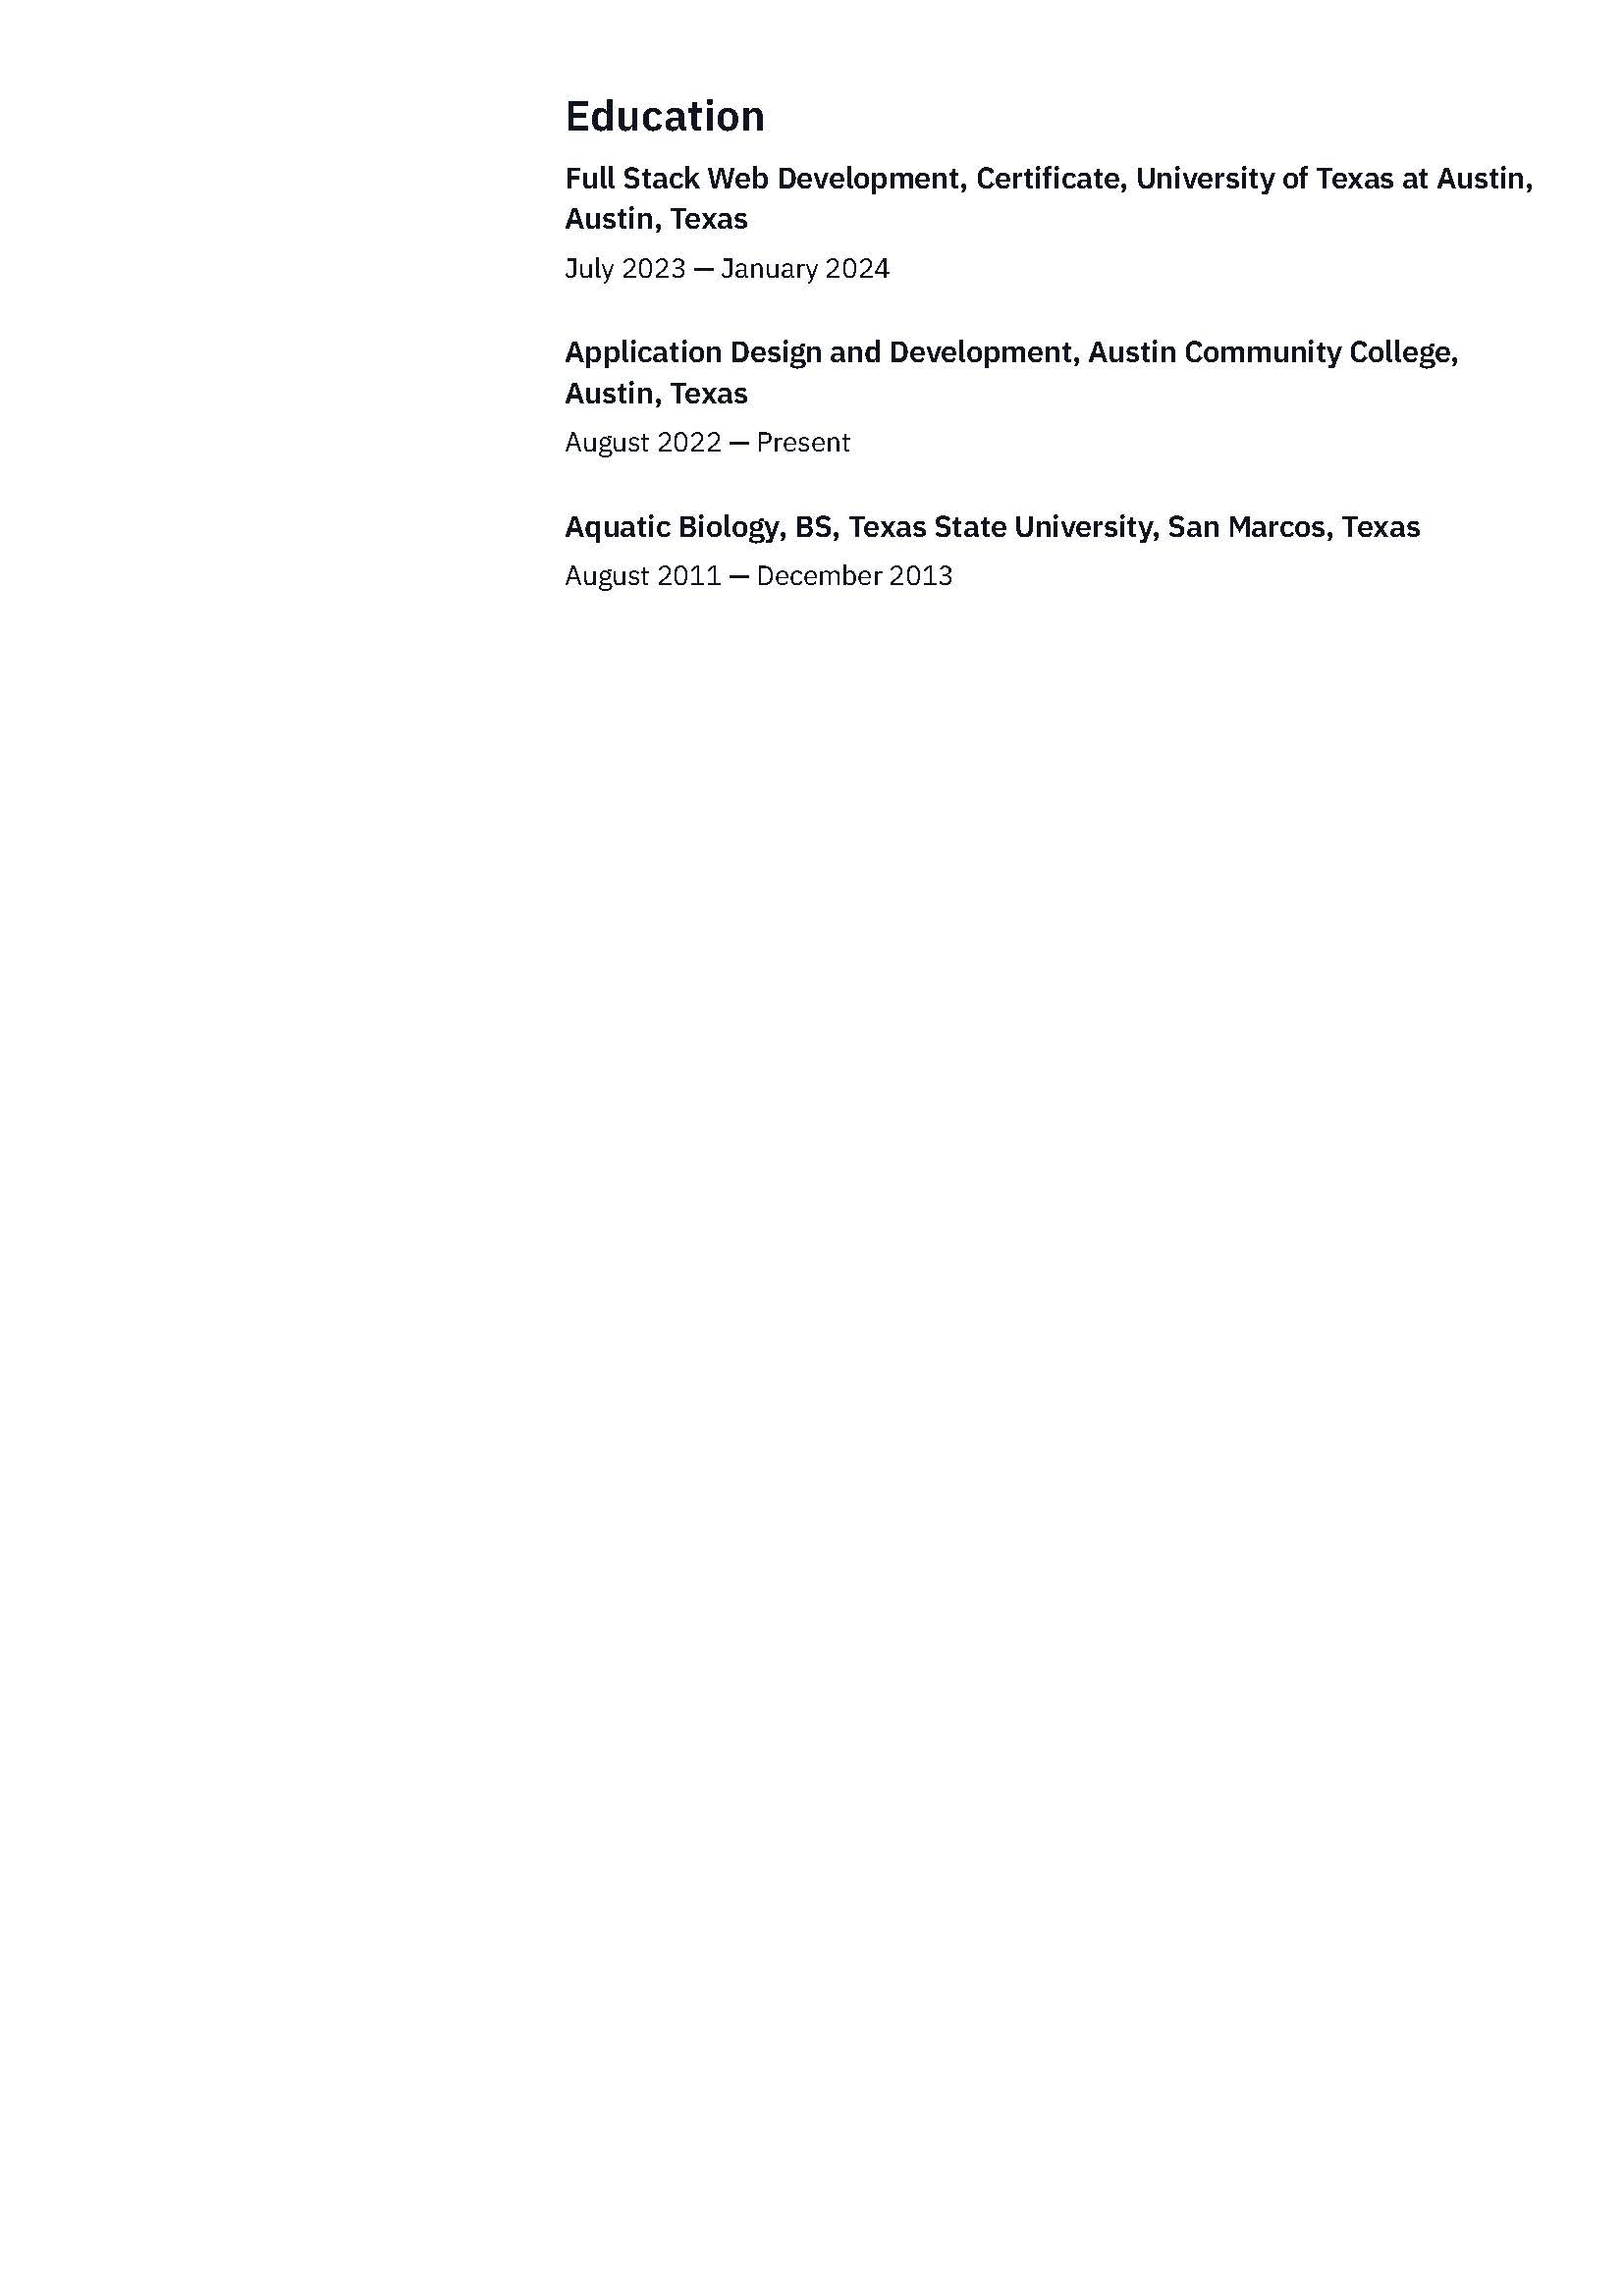 Education
Full Stack Web Development, Certificate, University of Texas at Austin,
Austin, Texas
July 2023 — January 2024
Application Design and Development, Austin Community College,
Austin, Texas
August 2022 — Present
Aquatic Biology, BS, Texas State University, San Marcos, Texas
August 2011 — December 2013